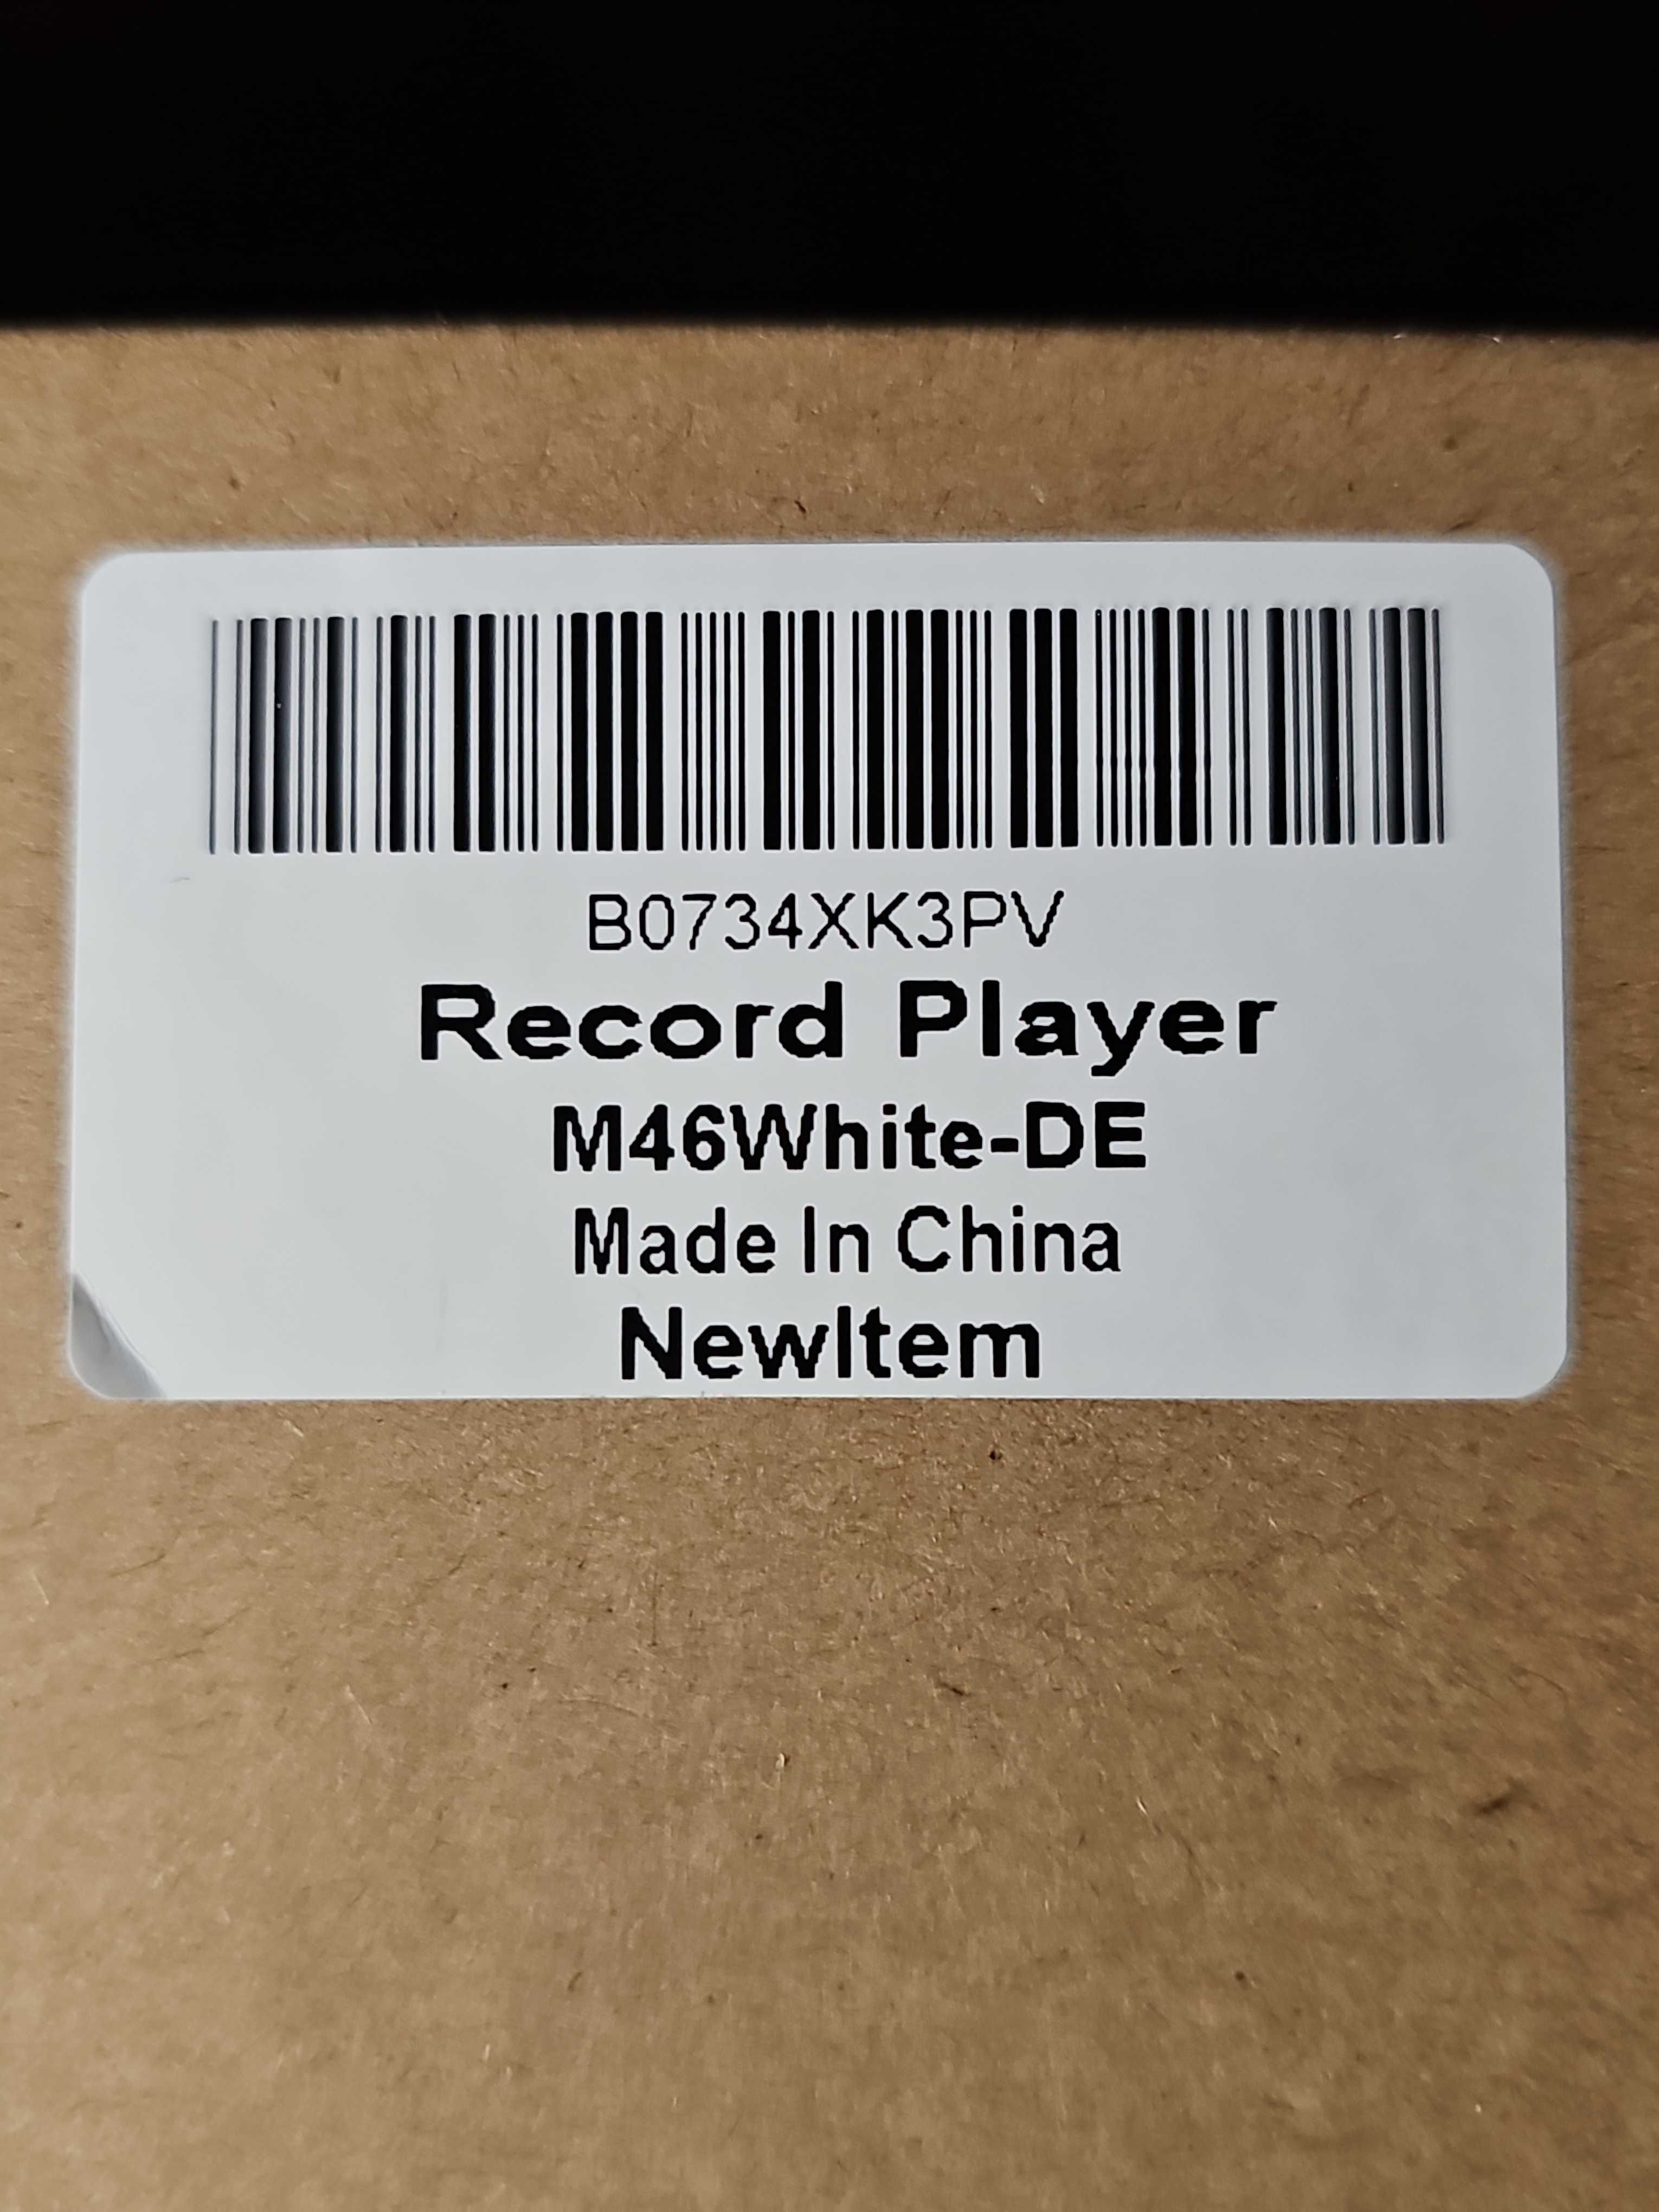 B0734XK3PV
Record Player
M46White-DE
Made In China
NewItem